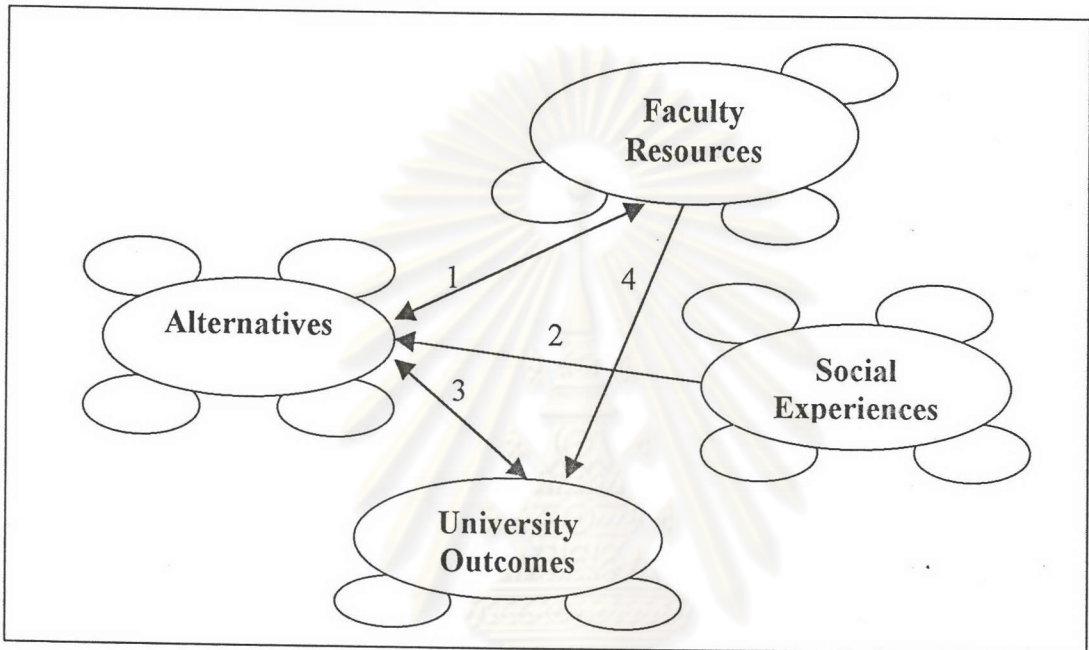 Faculty
Resources
1
4
Alternatives
2
Social
Experiences
3
University
Outcomes